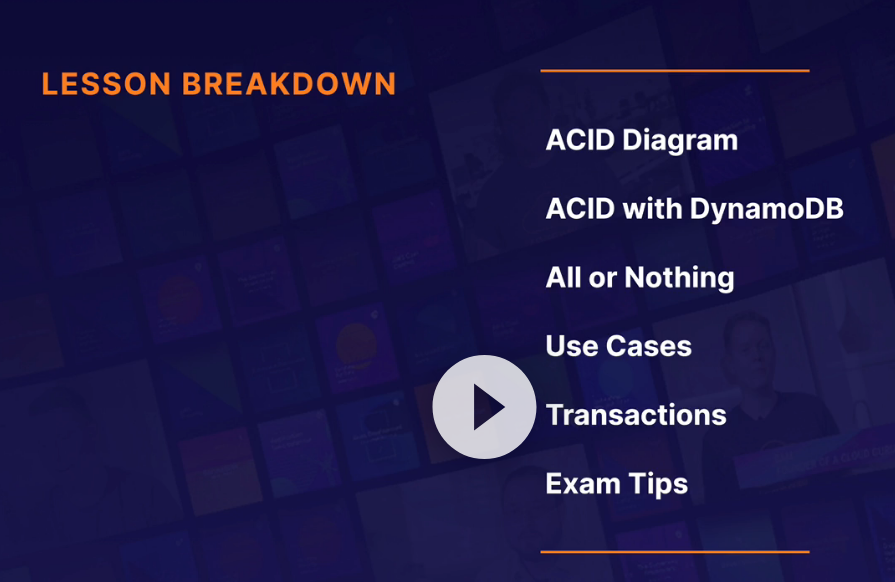 LESSON BREAKDOWN
ACID Diagram
ACID with DynamoDB
All or Nothing
Use Cases
Transactions
Exam Tips